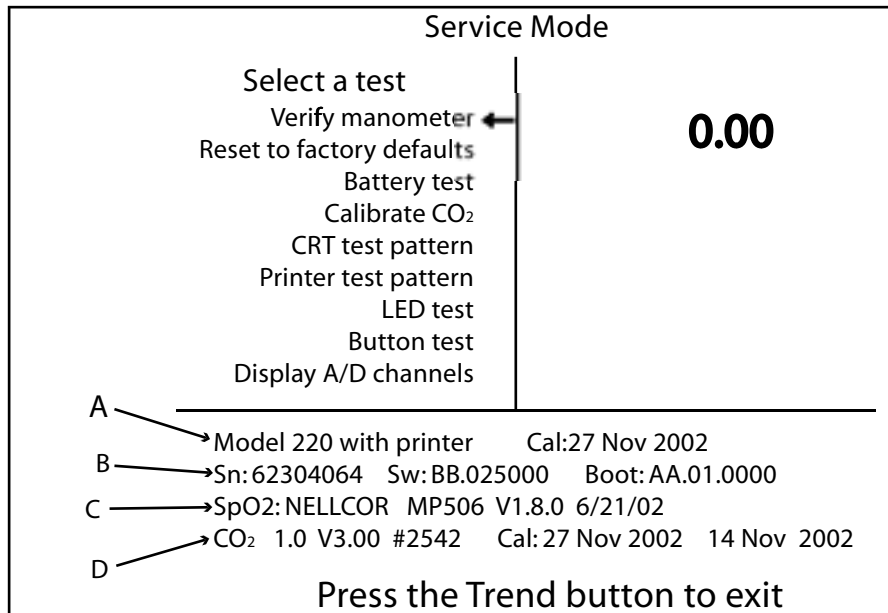 Service Mode
Select a test
Verify manometer
0.00
Reset to factory defaults
Battery test
Calibrate CO₂
CRT test pattern
Printer test pattern
LED test
Button test
Display A/D channels
A
Model 220 with printer Cal:27 Nov 2002
B
Sn: 62304064 Sw: BB.025000 Boot: AA.01.0000
C
SpO2: NELLCOR MP506 V1.8.0 6/21/02
D
CO₂ 1.0 V3.00 #2542 Cal: 27 Nov 2002 14 Nov 2002
Press the Trend button to exit